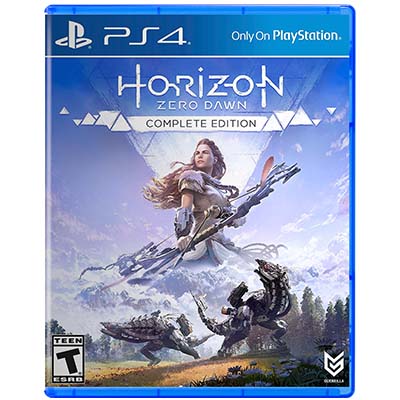 PS4
Only On PlayStation®
HORIZON
ZERO DAWN
COMPLETE EDITION
TEEN
T
ESRB
GUERRILLA